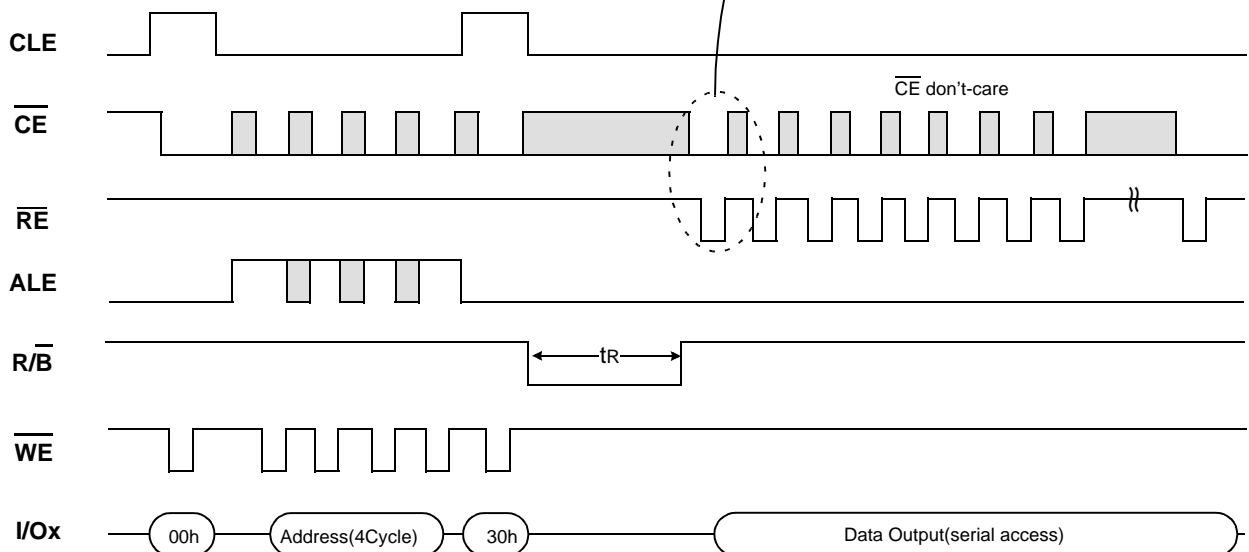 CLE
CE don't-care
CE
RE
ALE
R/B
tR
WE
I/Ox
00h
Address(4Cycle)
30h
Data Output(serial access)